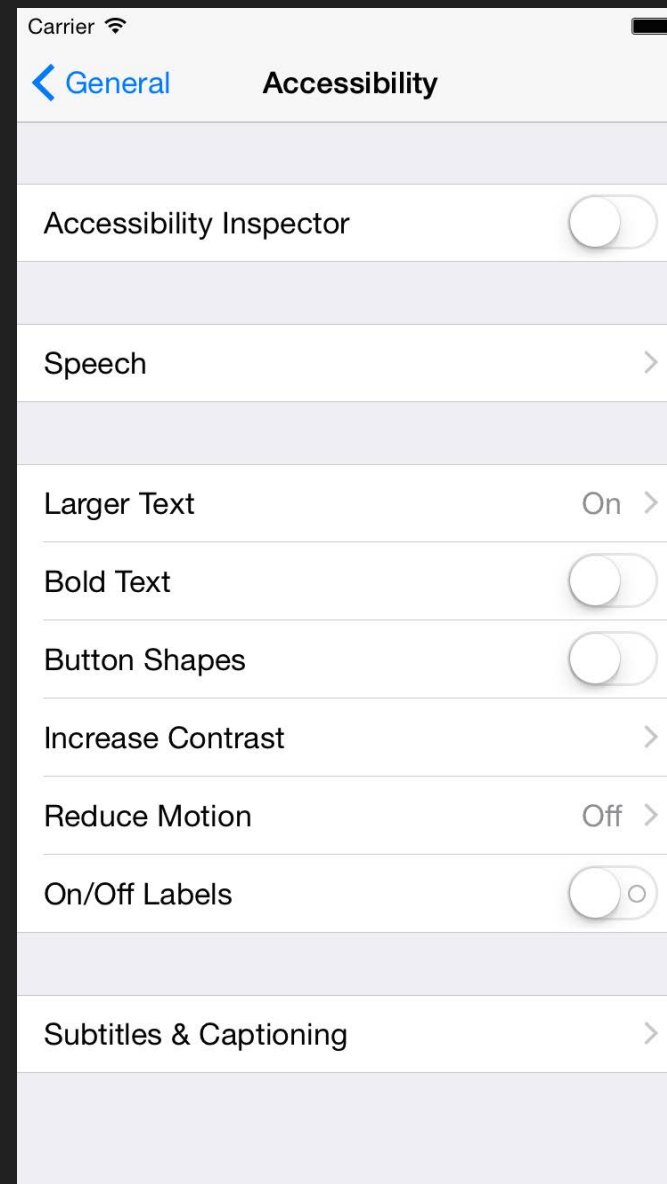 Carrier
General Accessibility
Accessibility Inspector
Speech
Larger Text On
Bold Text
Button Shapes
Increase Contrast
Reduce Motion Off
On/Off Labels
Subtitles & Captioning